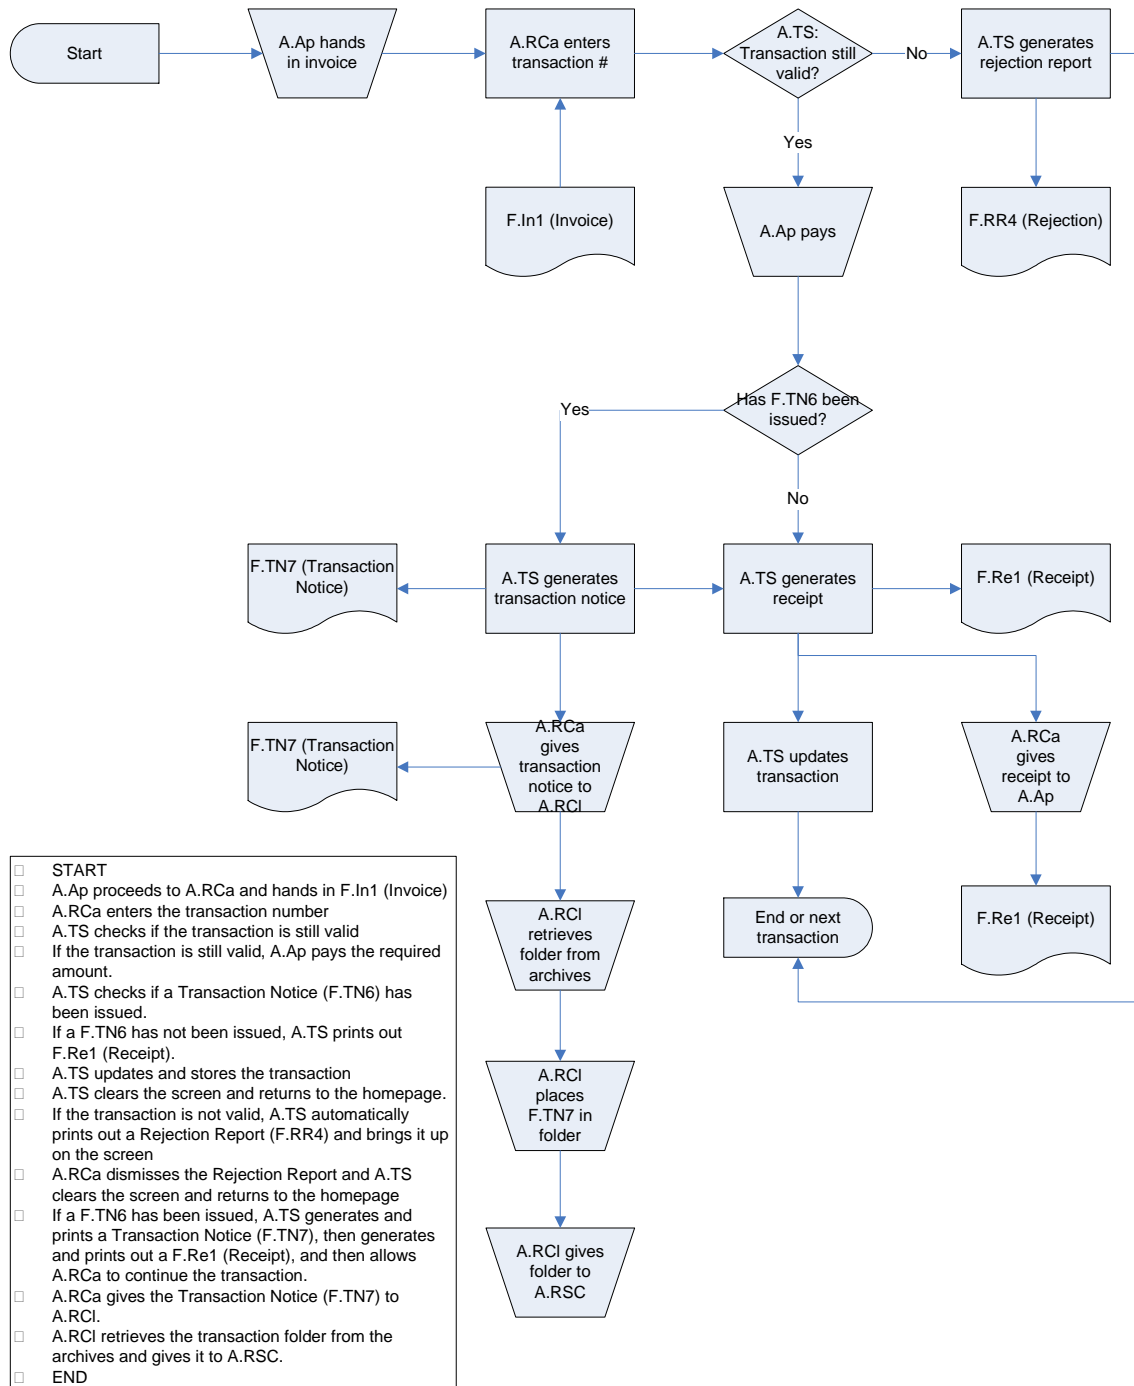 Start
A.Ap hands
in invoice
A.RCa enters
transaction #
A.TS:
Transaction still
valid?
No
A.TS generates
rejection report
Yes
F.In1 (Invoice)
A.Ap pays
F.RR4 (Rejection)
Has F.TN6 been
issued?
Yes
No
F.TN7 (Transaction
Notice)
A.TS generates
transaction notice
A.TS generates
receipt
F.Re1 (Receipt)
F.TN7 (Transaction
Notice)
A.RCa
gives
transaction
notice to
A.RCl
A.TS updates
transaction
A.RCa
gives
receipt to
A.Ap
A.RCl
retrieves
folder from
archives
End or next
transaction
F.Re1 (Receipt)
A.RCl
places
F.TN7 in
folder
A.RCl gives
folder to
A.RSC
START
A.Ap proceeds to A.RCa and hands in F.In1 (Invoice)
A.RCa enters the transaction number
A.TS checks if the transaction is still valid
If the transaction is still valid, A.Ap pays the required
amount.
A.TS checks if a Transaction Notice (F.TN6) has
been issued.
If a F.TN6 has not been issued, A.TS prints out
F.Re1 (Receipt).
A.TS updates and stores the transaction
A.TS clears the screen and returns to the homepage.
If the transaction is not valid, A.TS automatically
prints out a Rejection Report (F.RR4) and brings it up
on the screen
A.RCa dismisses the Rejection Report and A.TS
clears the screen and returns to the homepage
If a F.TN6 has been issued, A.TS generates and
prints a Transaction Notice (F.TN7), then generates
and prints out a F.Re1 (Receipt), and then allows
A.RCa to continue the transaction.
A.RCa gives the Transaction Notice (F.TN7) to
A.RCl.
A.RCl retrieves the transaction folder from the
archives and gives it to A.RSC.
END